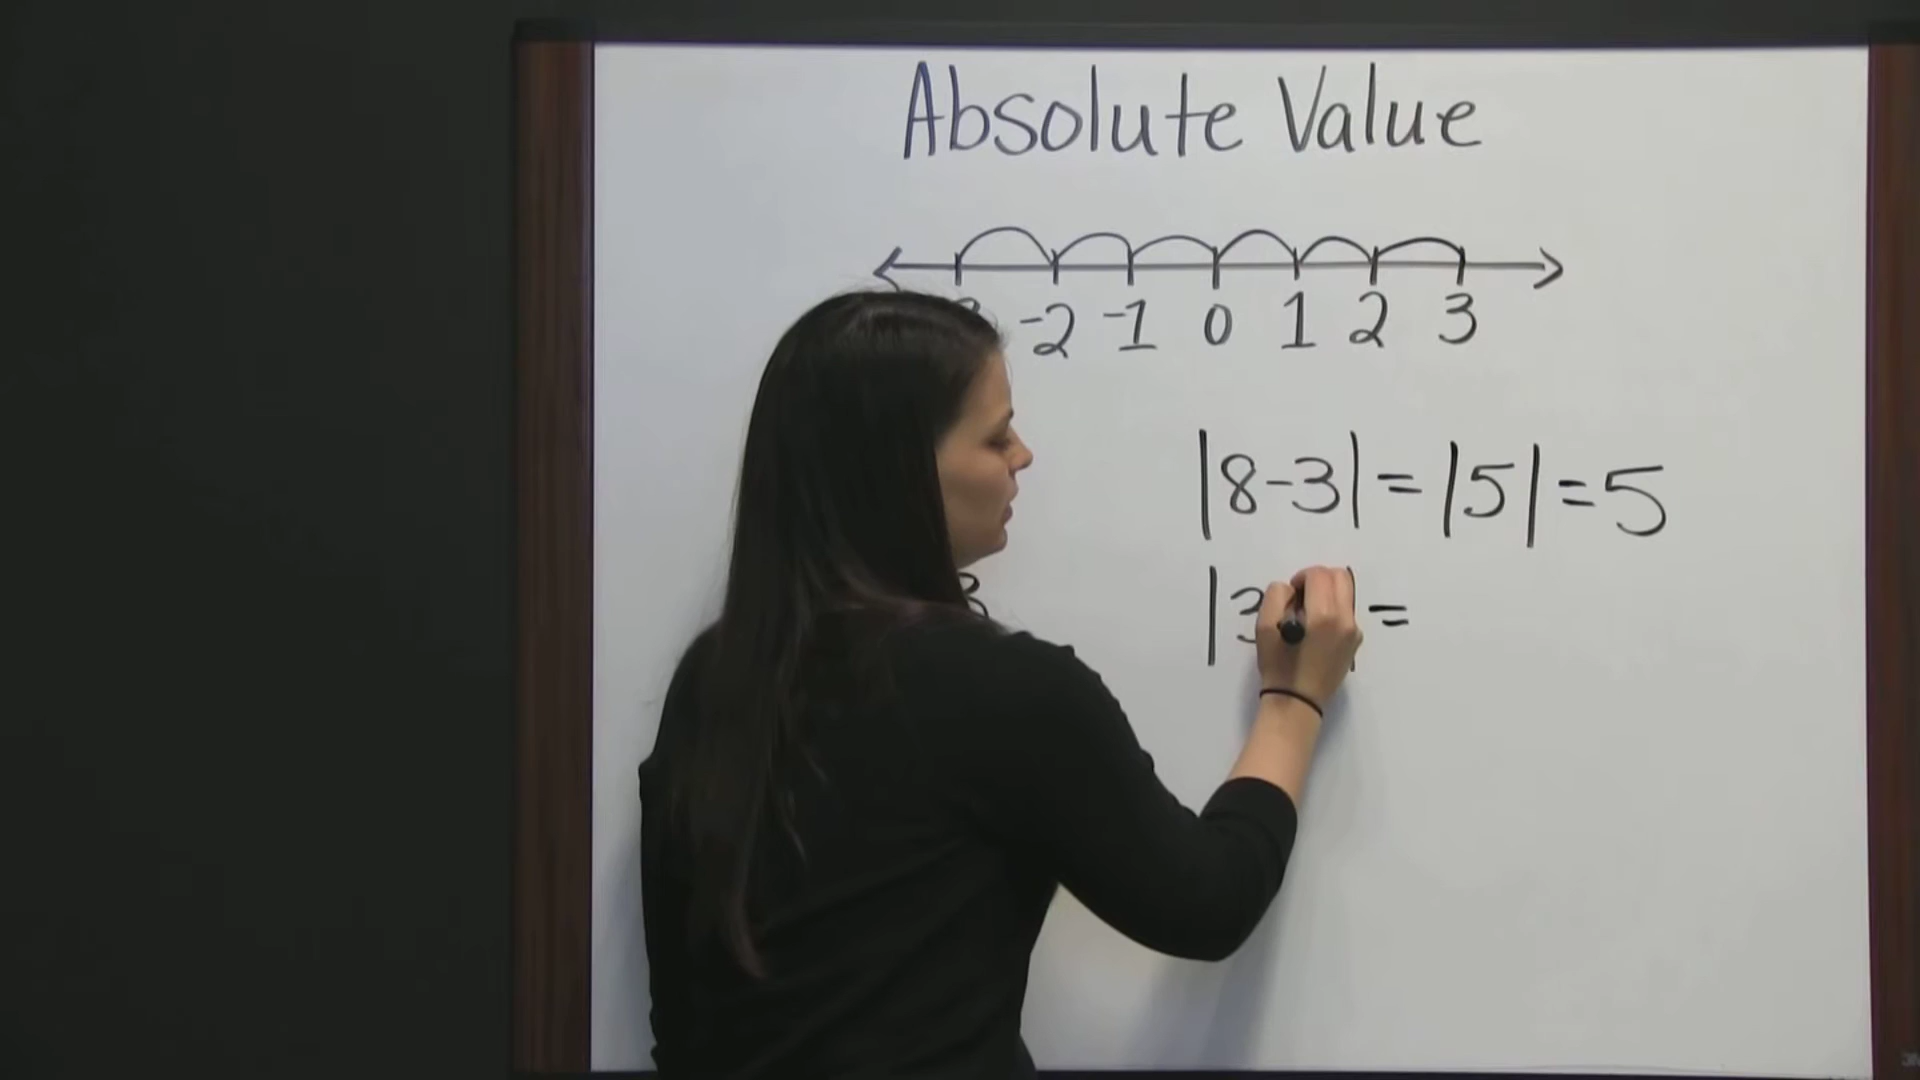 Absolute Value
-2 -1 0 1 2 3
|8-3| = |5| = 5
|3 | =